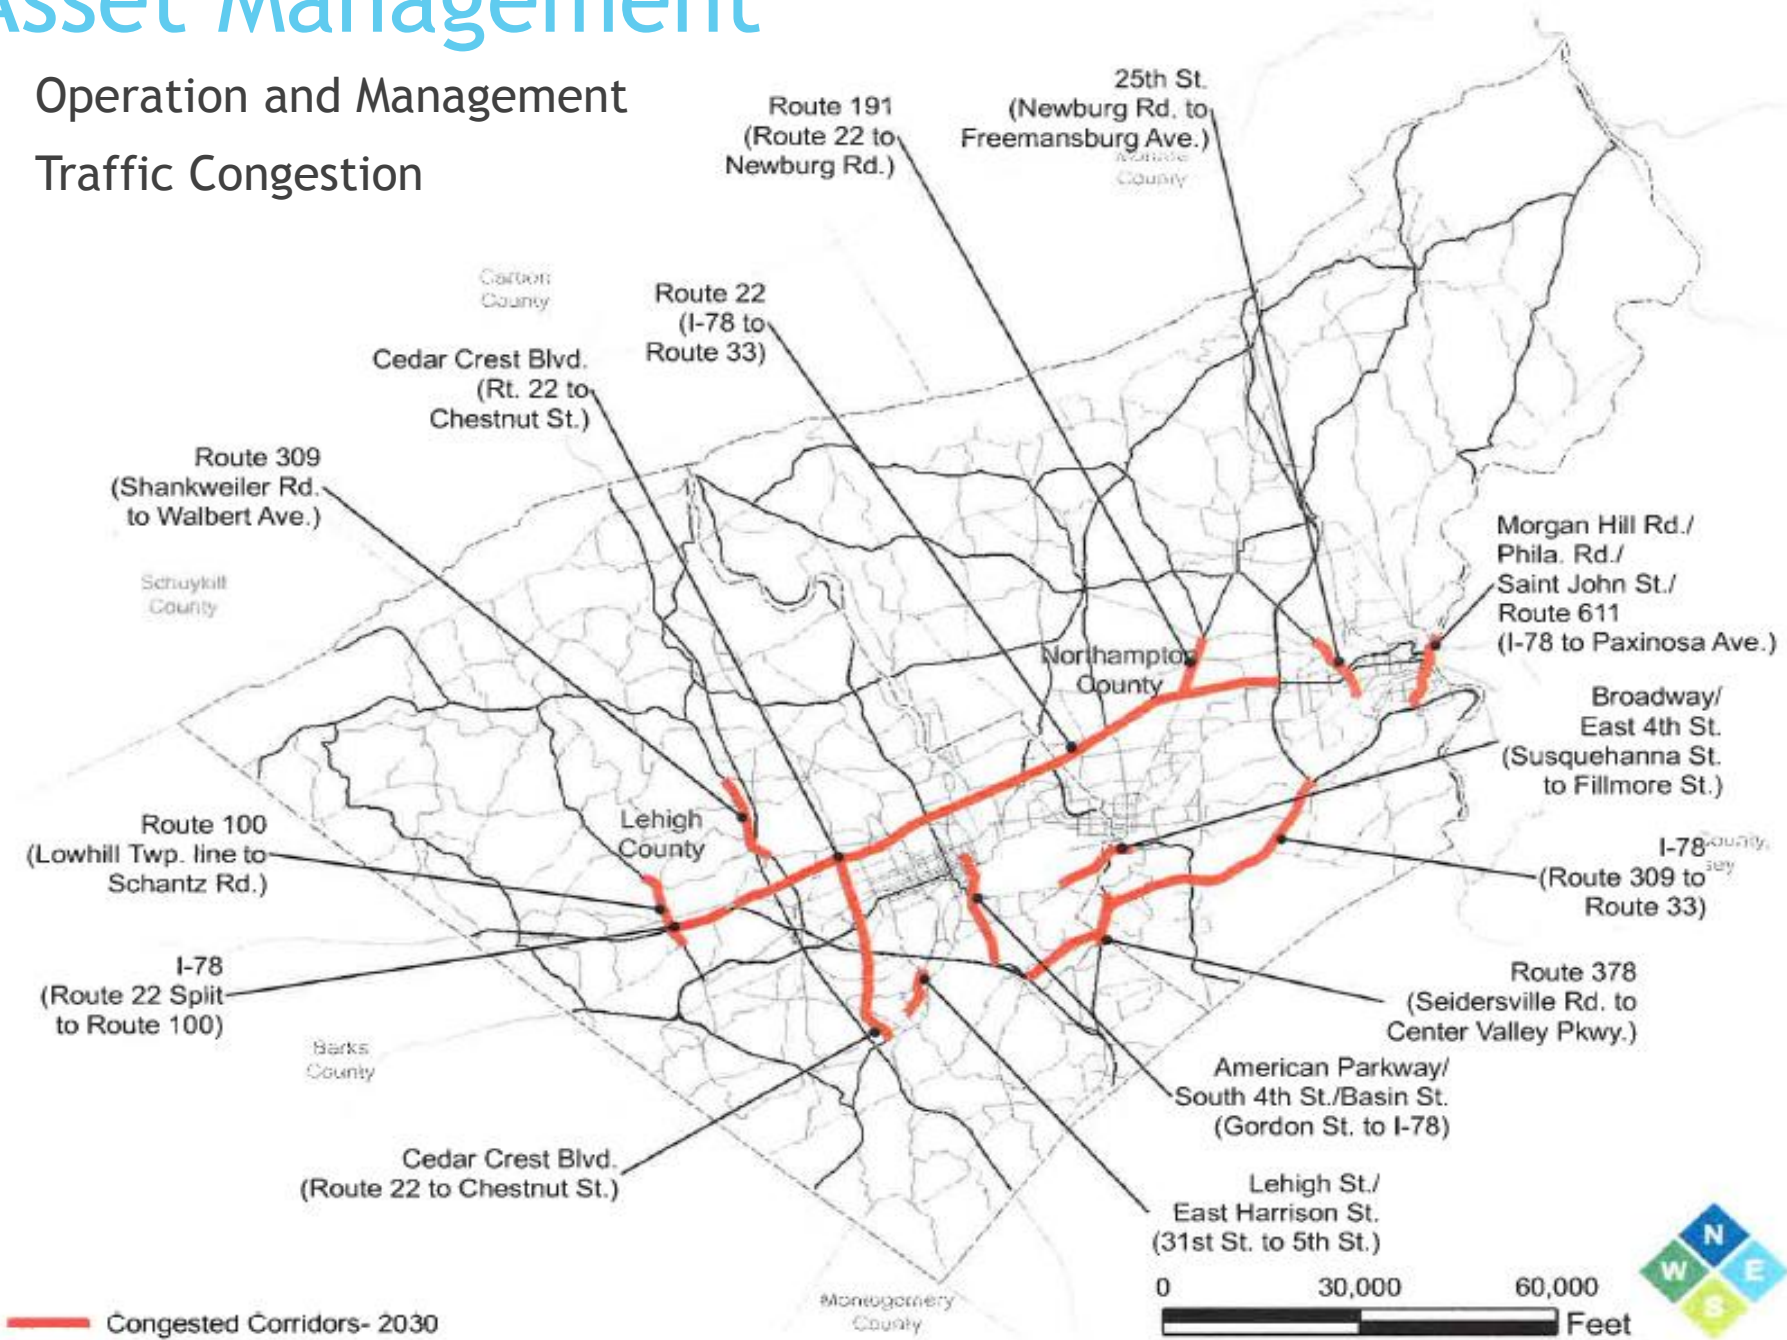 Asset Management
Operation and Management
Traffic Congestion
25th St.
(Newburg Rd. to
Freemansburg Ave.)
Route 191
(Route 22 to
Newburg Rd.)
County
Carbon
County
Route 22
(I-78 to
Route 33)
Cedar Crest Blvd.
(Rt. 22 to
Chestnut St.)
Route 309
(Shankweiler Rd.
to Walbert Ave.)
Schuylkill
County
Morgan Hill Rd./
Phila. Rd./
Saint John St./
Route 611
(I-78 to Paxinosa Ave.)
Northampton
County
Broadway/
East 4th St.
(Susquehanna St.
to Fillmore St.)
Lehigh
County
Route 100
(Lowhill Twp. line to
Schantz Rd.)
I-78
(Route 309 to
Route 33)
County,
I-78
(Route 22 Split
to Route 100)
Route 378
(Seidersville Rd. to
Center Valley Pkwy.)
Berks
County
American Parkway/
South 4th St./Basin St.
(Gordon St. to I-78)
Cedar Crest Blvd.
(Route 22 to Chestnut St.)
Lehigh St./
East Harrison St.
(31st St. to 5th St.)
Montgomery
County
0 30,000 60,000
Feet
N
W E
S
Congested Corridors- 2030